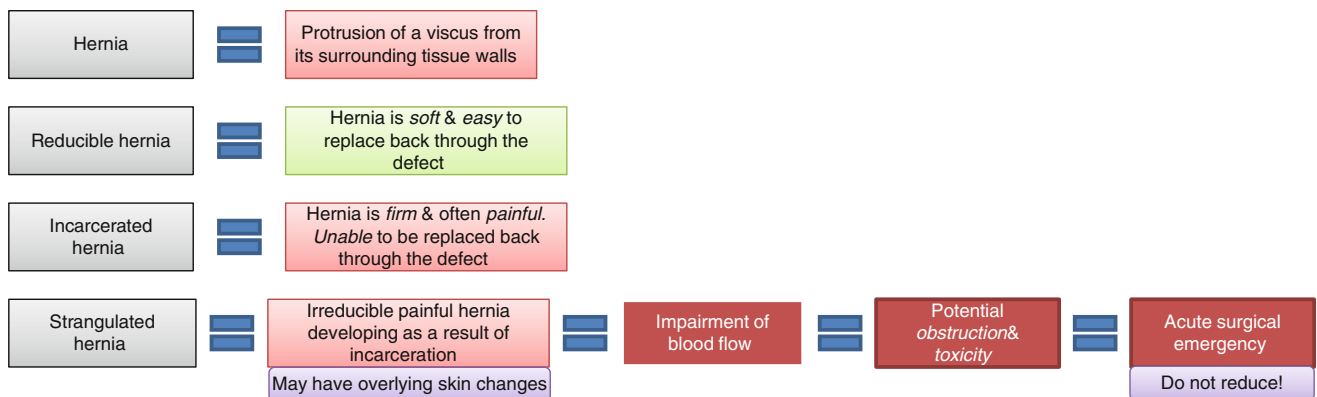 Hernia
Protrusion of a viscus from
its surrounding tissue walls
Reducible hernia
Hernia is soft & easy to
replace back through the
defect
Incarcerated
hernia
Hernia is firm & often painful.
Unable to be replaced back
through the defect
Strangulated
hernia
Irreducible painful hernia
developing as a result of
incarceration
May have overlying skin changes
Impairment of
blood flow
Potential
obstruction&
toxicity
Acute surgical
emergency
Do not reduce!